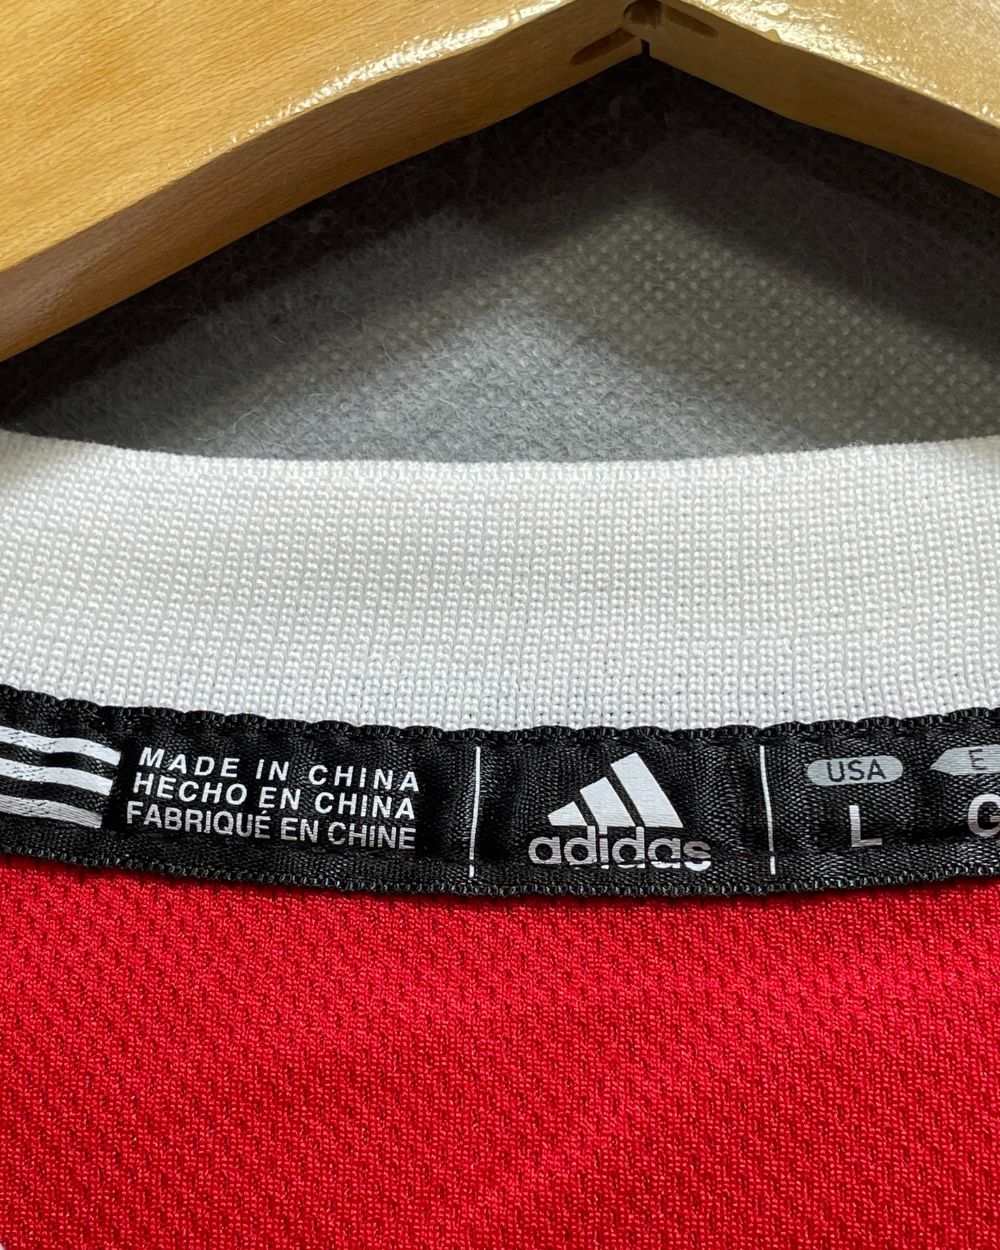 MADE IN CHINA
HECHO EN CHINA
FABRIQUÉ EN CHINE
adidas
USA
L
E